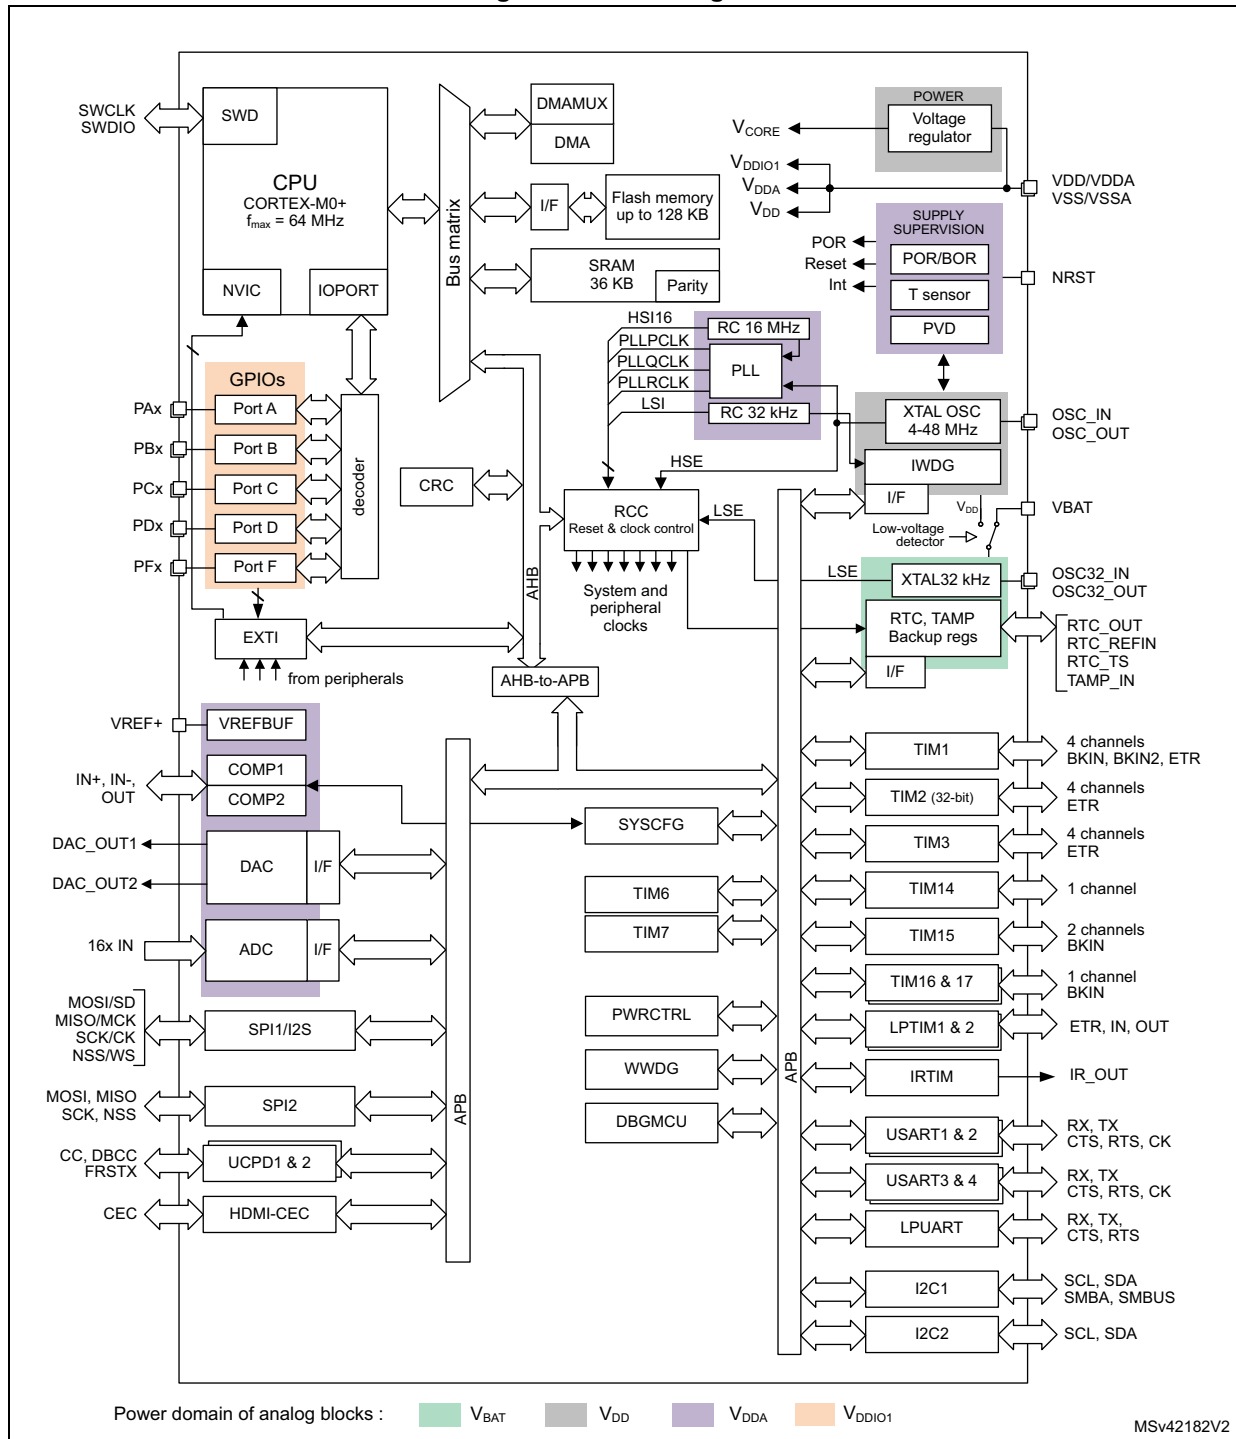 SWCLK
SWDIO
SWD
CPU
CORTEX-M0+
fmax = 64 MHz
NVIC
IOPORT
Bus matrix
DMAMUX
DMA
I/F
Flash memory
up to 128 KB
SRAM
36 KB
Parity
POWER
Voltage
regulator
VCORE
VDDIO1
VDDA
VDD
VDD/VDDA
VSS/VSSA
SUPPLY
SUPERVISION
POR/BOR
T sensor
PVD
POR
Reset
Int
NRST
HSI16
PLLPCLK
PLLQCLK
PLLRCLK
LSI
RC 16 MHz
PLL
RC 32 kHz
XTAL OSC
4-48 MHz
IWDG
I/F
OSC_IN
OSC_OUT
HSE
GPIOs
PAx
Port A
PBx
Port B
PCx
Port C
PDx
Port D
PFx
Port F
decoder
CRC
RCC
Reset & clock control
LSE
System and
peripheral
clocks
VDD
Low-voltage
detector
VBAT
LSE
XTAL32 kHz
OSC32_IN
OSC32_OUT
RTC, TAMP
Backup regs
I/F
RTC_OUT
RTC_REFIN
RTC_TS
TAMP_IN
EXTI
from peripherals
AHB
AHB-to-APB
VREF+
VREFBUF
IN+, IN-,
OUT
COMP1
COMP2
DAC_OUT1
DAC_OUT2
DAC
I/F
16x IN
ADC
I/F
MOSI/SD
MISO/MCK
SCK/CK
NSS/WS
SPI1/I2S
MOSI, MISO
SCK, NSS
SPI2
CC, DBCC
FRSTX
UCPD1 & 2
CEC
HDMI-CEC
APB
SYSCFG
TIM6
TIM7
PWRCTRL
WWDG
DBGMCU
APB
TIM1
4 channels
BKIN, BKIN2, ETR
TIM2 (32-bit)
4 channels
ETR
TIM3
4 channels
ETR
TIM14
1 channel
TIM15
2 channels
BKIN
TIM16 & 17
1 channel
BKIN
LPTIM1 & 2
ETR, IN, OUT
IRTIM
IR_OUT
USART1 & 2
RX, TX
CTS, RTS, CK
USART3 & 4
RX, TX
CTS, RTS, CK
LPUART
RX, TX,
CTS, RTS
I2C1
SCL, SDA
SMBA, SMBUS
I2C2
SCL, SDA
Power domain of analog blocks :
VBAT
VDD
VDDA
VDDIO1
MSv42182V2